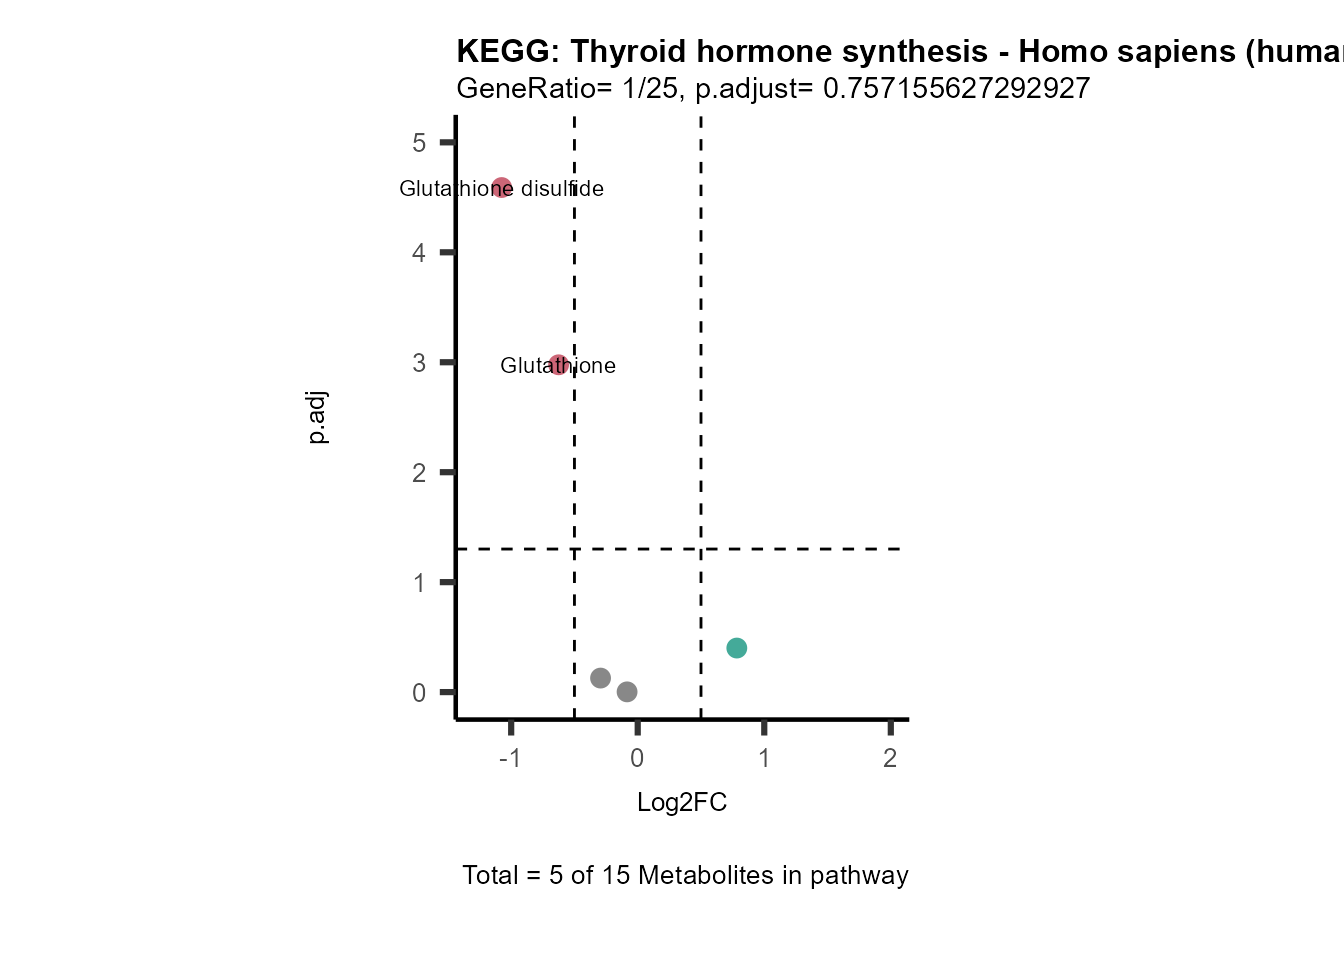 KEGG: Thyroid hormone synthesis - Homo sapiens (huma
GeneRatio= 1/25, p.adjust= 0.757155627292927
5
Glutathione disulfide
4
3
Glutathione
p.adj
2
1
0
-1 0 1 2
Log2FC
Total = 5 of 15 Metabolites in pathway